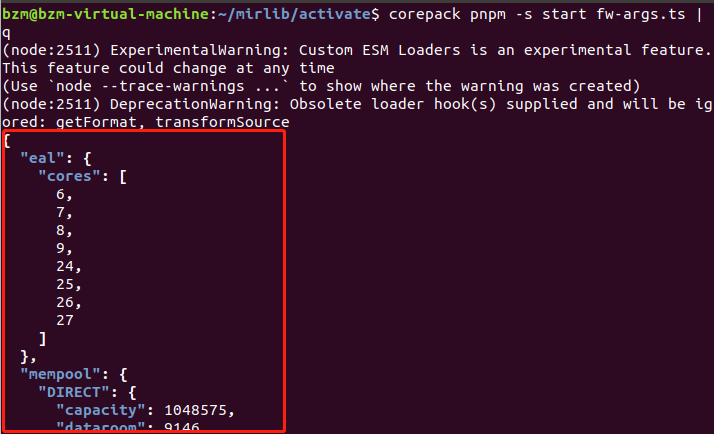 bzm@bzm-virtual-machine:~/mirlib/activate$ corepack pnpm -s start fw-args.ts |
q
(node:2511) ExperimentalWarning: Custom ESM Loaders is an experimental feature.
This feature could change at any time
(Use `node --trace-warnings ...` to show where the warning was created)
(node:2511) DeprecationWarning: Obsolete loader hook(s) supplied and will be ig
ored: getFormat, transformSource
{
  "eal": {
    "cores": [
      6,
      7,
      8,
      9,
      24,
      25,
      26,
      27
    ]
  },
  "mempool": {
    "DIRECT": {
      "capacity": 1048575,
      "dataroom": 9146